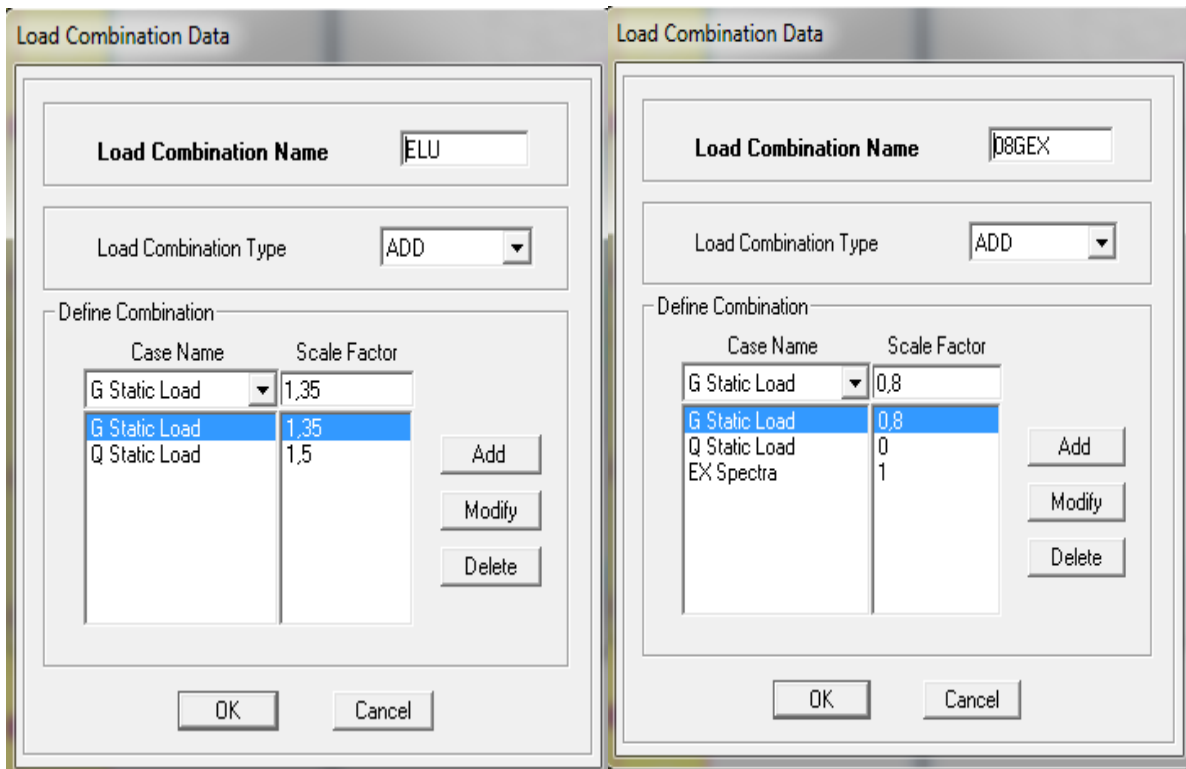 Load Combination Data
Load Combination Name ELU
Load Combination Type ADD
Define Combination
Case Name Scale Factor
G Static Load 1,35
G Static Load 1,35
Q Static Load 1,5
Add
Modify
Delete
OK Cancel
Load Combination Data
Load Combination Name 08GEX
Load Combination Type ADD
Define Combination
Case Name Scale Factor
G Static Load 0,8
G Static Load 0,8
Q Static Load 0
EX Spectra 1
Add
Modify
Delete
OK Cancel